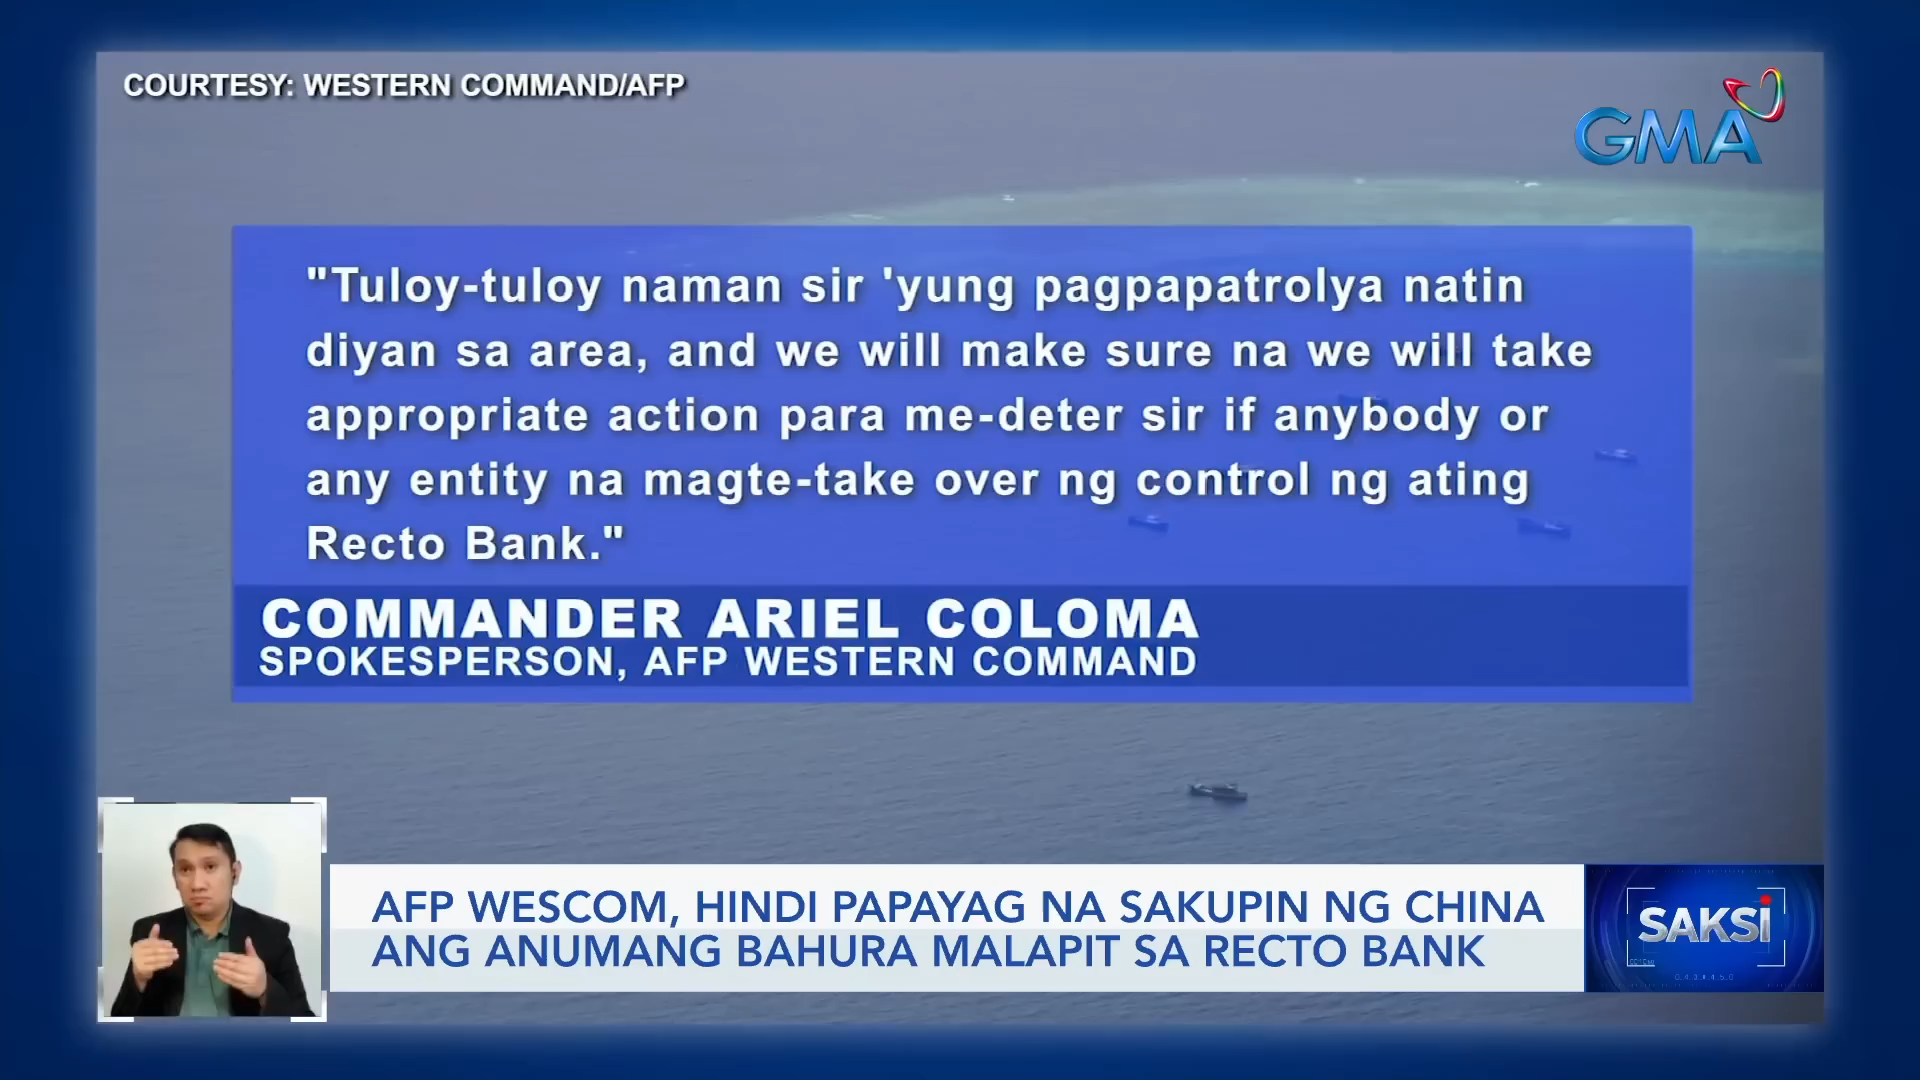 COURTESY: WESTERN COMMAND/AFP
GMA
"Tuloy-tuloy naman sir 'yung pagpapatrolya natin
diyan sa area, and we will make sure na we will take
appropriate action para me-deter sir if anybody or
any entity na magte-take over ng control ng ating
Recto Bank."
COMMANDER ARIEL COLOMA
SPOKESPERSON, AFP WESTERN COMMAND
AFP WESCOM, HINDI PAPAYAG NA SAKUPIN NG CHINA
ANG ANUMANG BAHURA MALAPIT SA RECTO BANK
SAKSI